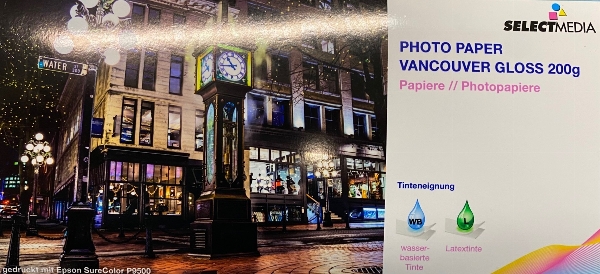 SELECTMEDIA
PHOTO PAPER
VANCOUVER GLOSS 200g
Papiere // Photopapiere
WATER ST
Tinteneignung
WB
L
wasser-
basierte
Tinte
Latextinte
gedruckt mit Epson SureColor P9500